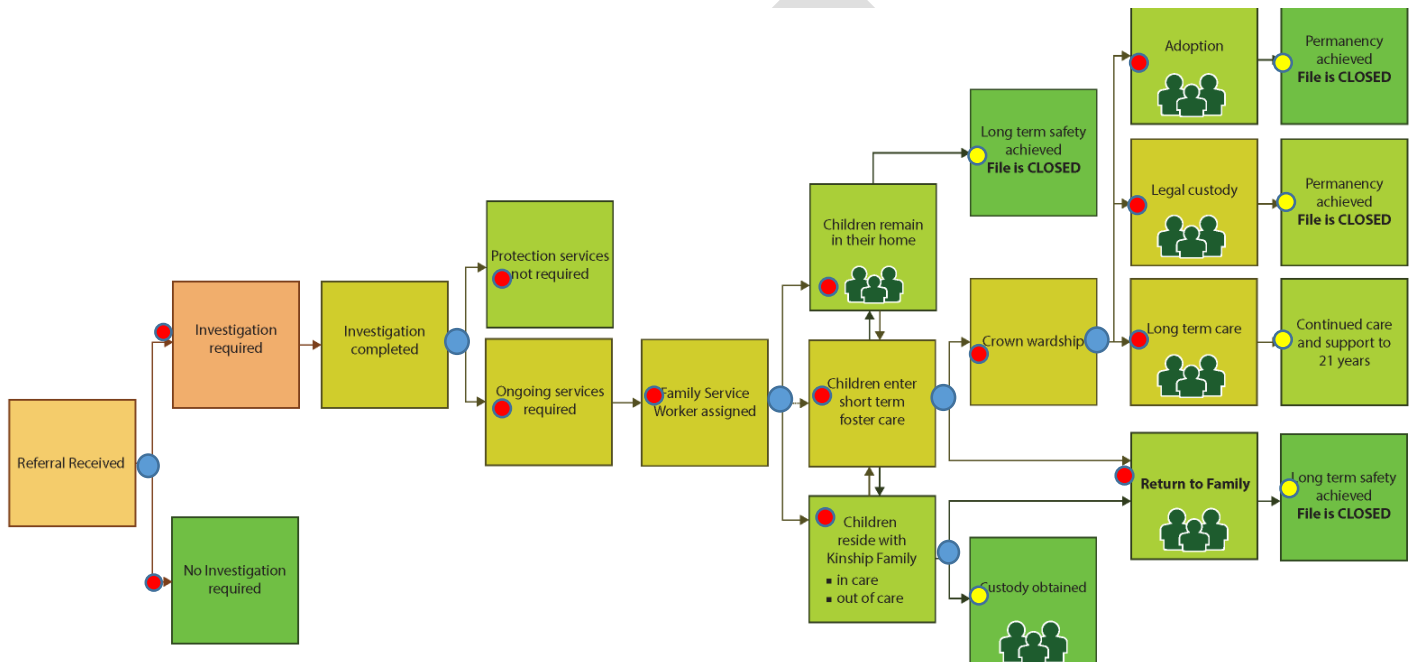 Referral Received
Investigation
required
No Investigation
required
Investigation
completed
Protection services
not required
Ongoing services
required
Family Service
Worker assigned
Children remain
in their home
Children enter
short term
foster care
Children
reside with
Kinship Family
▪ in care
▪ out of care
Long term safety
achieved
File is CLOSED
Crown wardship
Custody obtained
Adoption
Legal custody
Long term care
Return to Family
Permanency
achieved
File is CLOSED
Permanency
achieved
File is CLOSED
Continued care
and support to
21 years
Long term safety
achieved
File is CLOSED